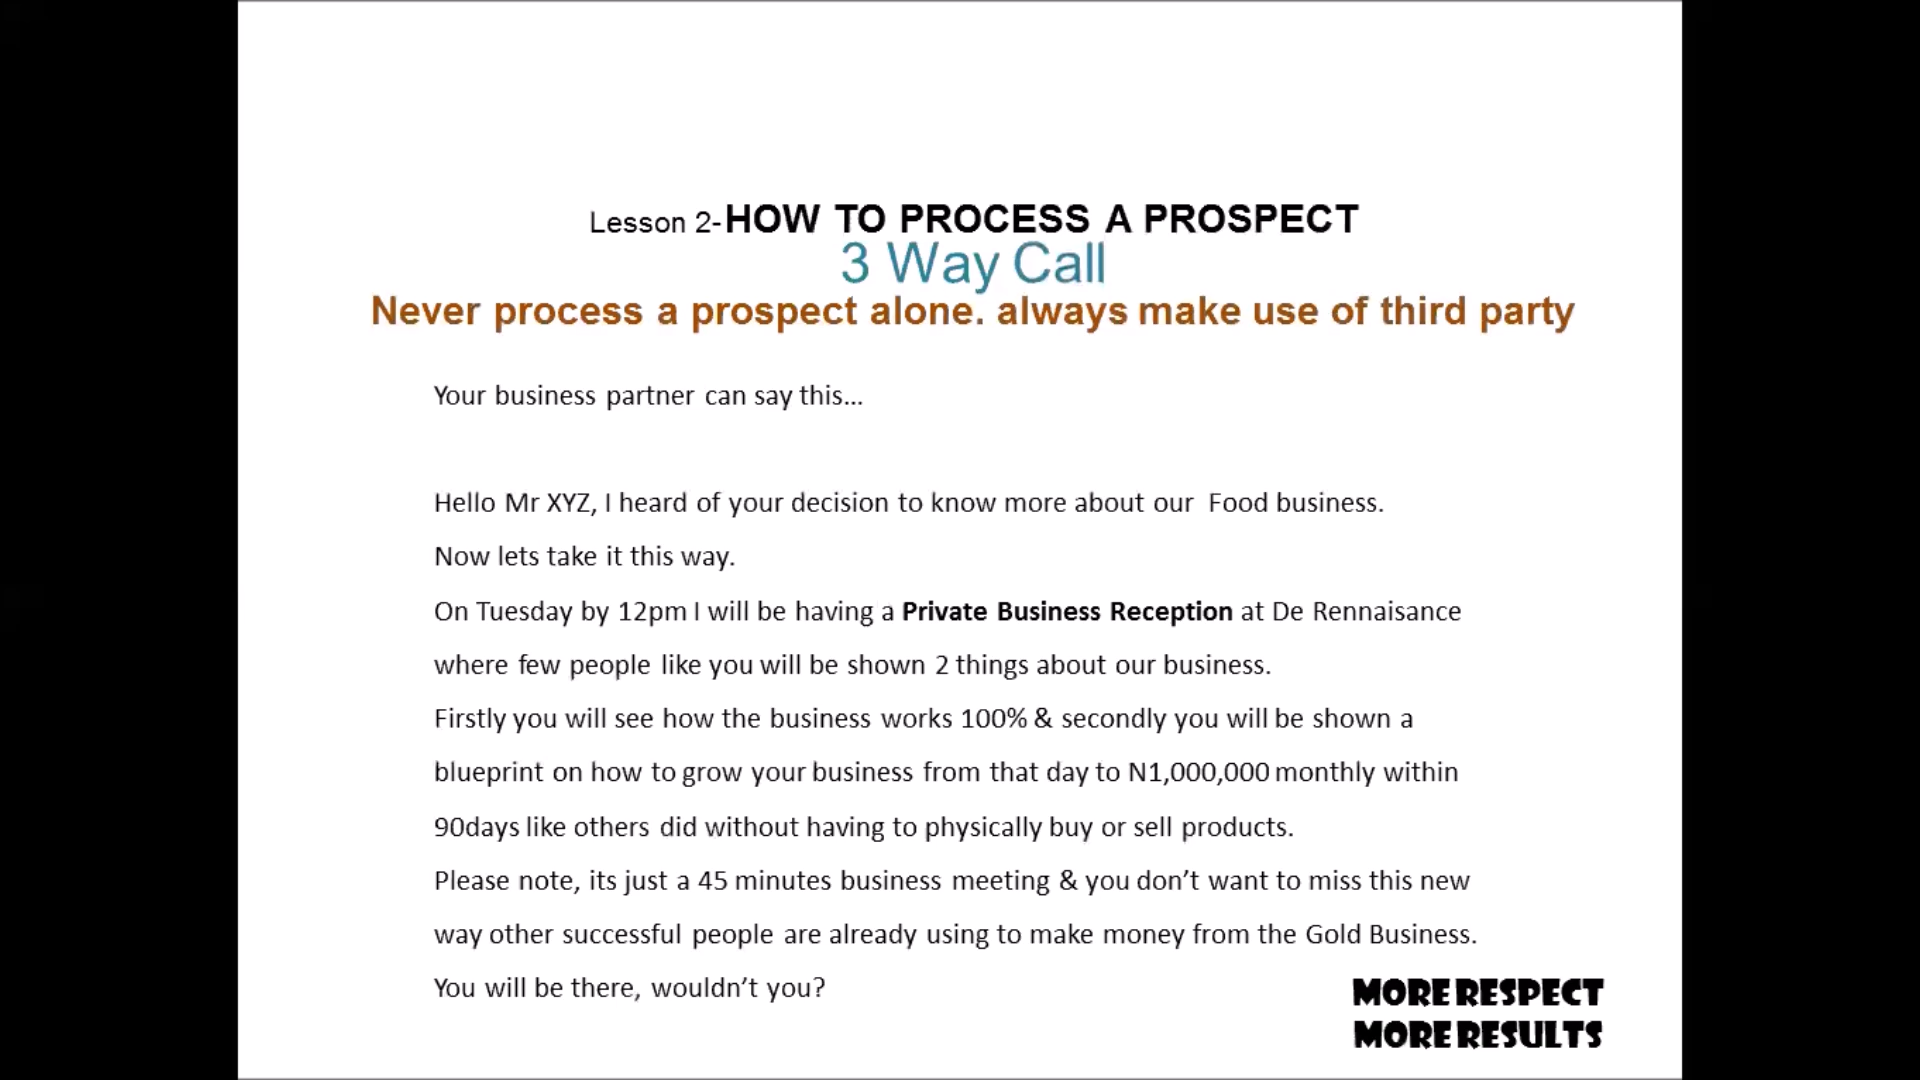 Lesson 2-HOW TO PROCESS A PROSPECT
3 Way Call
Never process a prospect alone. always make use of third party
Your business partner can say this...
Hello Mr XYZ, I heard of your decision to know more about our Food business.
Now lets take it this way.
On Tuesday by 12pm I will be having a Private Business Reception at De Rennaisance
where few people like you will be shown 2 things about our business.
Firstly you will see how the business works 100% & secondly you will be shown a
blueprint on how to grow your business from that day to N1,000,000 monthly within
90days like others did without having to physically buy or sell products.
Please note, its just a 45 minutes business meeting & you don't want to miss this new
way other successful people are already using to make money from the Gold Business.
You will be there, wouldn't you?
MORE RESPECT
MORE RESULTS